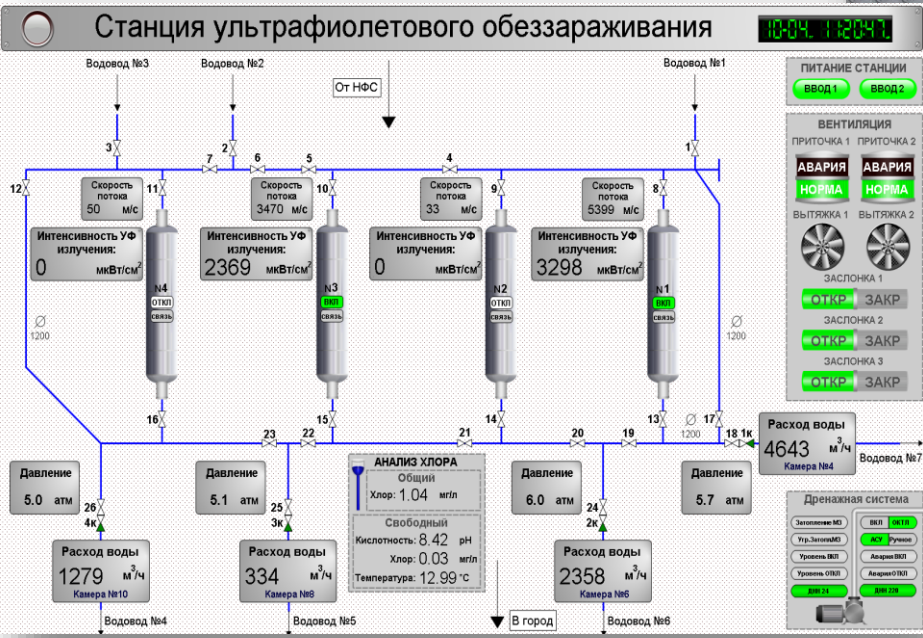 Станция ультрафиолетового обеззараживания
10-04. 11:20:47.
Водовод №3
Водовод №2
Водовод №1
От НФС
ПИТАНИЕ СТАНЦИИ
ВВОД 1 ВВОД 2
ВЕНТИЛЯЦИЯ
ПРИТОЧКА 1 ПРИТОЧКА 2
АВАРИЯ АВАРИЯ
НОРМА НОРМА
ВЫТЯЖКА 1 ВЫТЯЖКА 2
ЗАСЛОНКА 1
ОТКР ЗАКР
ЗАСЛОНКА 2
ОТКР ЗАКР
ЗАСЛОНКА 3
ОТКР ЗАКР
3 7 2 6 5 4 1
12 11 10 9 8
Скорость
потока
50 м/с
Скорость
потока
3470 м/с
Скорость
потока
33 м/с
Скорость
потока
5399 м/с
Интенсивность УФ
излучения:
0 мкВт/см²
Интенсивность УФ
излучения:
2369 мкВт/см²
Интенсивность УФ
излучения:
0 мкВт/см²
Интенсивность УФ
излучения:
3298 мкВт/см²
N4
ОТКЛ
СВЯЗЬ
N3
ВКЛ
СВЯЗЬ
N2
ОТКЛ
СВЯЗЬ
N1
ВКЛ
СВЯЗЬ
Ø
1200
Ø
1200
16 15 14 13
Ø
1200
17
23 22 21 20 19 18 1к
Расход воды
4643 м³/ч
Камера №4
Водовод №7
Давление
5.0 атм
Давление
5.1 атм
Давление
6.0 атм
Давление
5.7 атм
26
4к
25
3к
24
2к
АНАЛИЗ ХЛОРА
Общий
Хлор: 1.04 мг/л
Свободный
Кислотность: 8.42 pH
Хлор: 0.03 мг/л
Температура: 12.99 °C
Расход воды
1279 м³/ч
Камера №10
Расход воды
334 м³/ч
Камера №8
Расход воды
2358 м³/ч
Камера №6
Водовод №4
Водовод №5
В город
Водовод №6
Дренажная система
Затопление МЗ
ВКЛ ОКТЛ
Угр.ЗатопиМЗ
АСУ Ручное
Уровень ВКЛ
Авария ВКЛ
Уровень ОТКЛ
Авария ОТКЛ